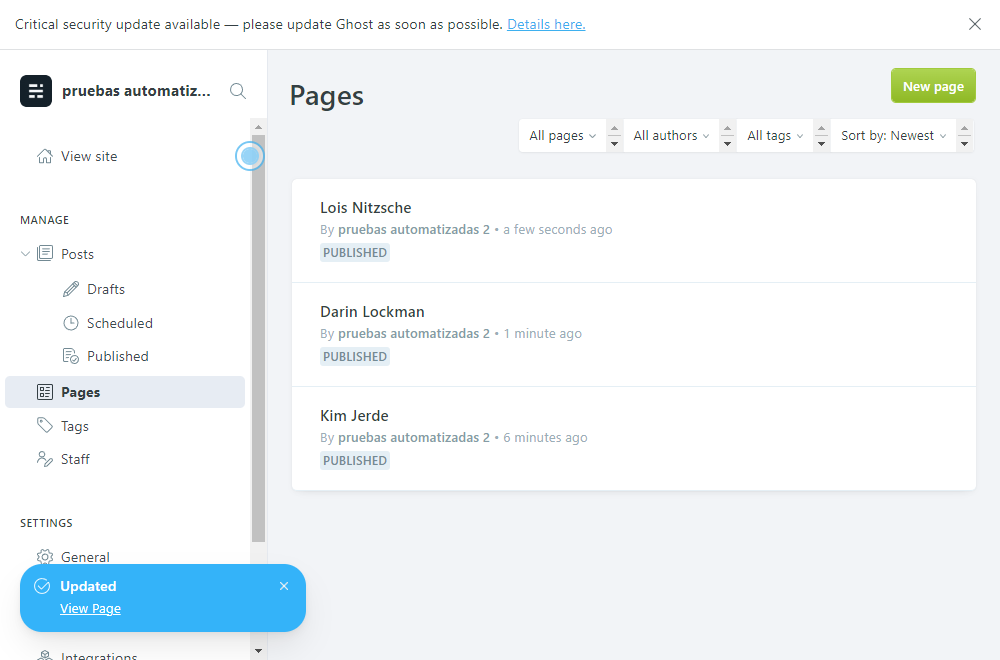 Critical security update available — please update Ghost as soon as possible. Details here.
pruebas automatiz...
View site
MANAGE
Posts
Drafts
Scheduled
Published
Pages
Tags
Staff
SETTINGS
General
Updated
View Page
Integrations
Pages
New page
All pages
All authors
All tags
Sort by: Newest
Lois Nitzsche
By pruebas automatizadas 2 • a few seconds ago
PUBLISHED
Darin Lockman
By pruebas automatizadas 2 • 1 minute ago
PUBLISHED
Kim Jerde
By pruebas automatizadas 2 • 6 minutes ago
PUBLISHED